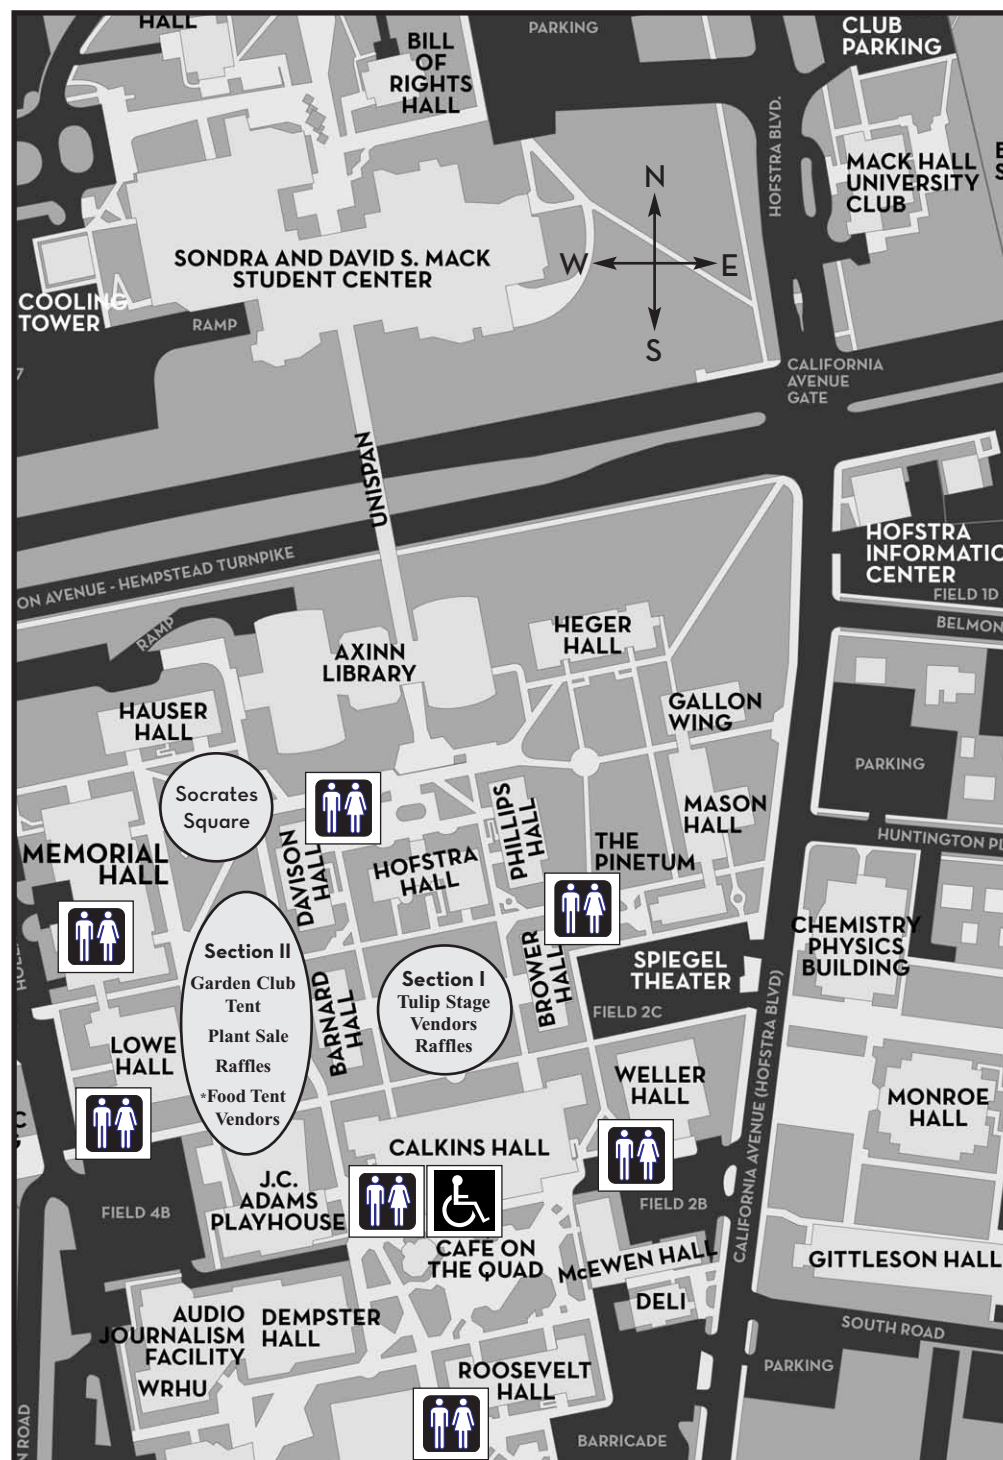 HALL
PARKING
CLUB
PARKING
BILL
OF
RIGHTS
HALL
HOFSTRA BLVD.
MACK HALL
UNIVERSITY
CLUB
N
W
E
S
SONDRA AND DAVID S. MACK
STUDENT CENTER
COOLING
TOWER
RAMP
7
CALIFORNIA
AVENUE
GATE
UNISPAN
ON AVENUE - HEMPSTEAD TURNPIKE
HOFSTRA
INFORMATIO
CENTER
FIELD 1D
BELMON
RAMP
AXINN
LIBRARY
HEGER
HALL
HAUSER
HALL
GALLON
WING
PARKING
Socrates
Square
MASON
HALL
HUNTINGTON PL
MEMORIAL
HALL
DAVISON
HALL
HOFSTRA
HALL
PHILLIPS
HALL
THE
PINETUM
CHEMISTRY
PHYSICS
BUILDING
Section II
Garden Club
Tent
Plant Sale
Raffles
*Food Tent
Vendors
BARNARD
HALL
Section I
Tulip Stage
Vendors
Raffles
BROWER
HALL
SPIEGEL
THEATER
FIELD 2C
LOWE
HALL
WELLER
HALL
MONROE
HALL
CALIFORNIA AVENUE (HOFSTRA BLVD)
CALKINS HALL
J.C.
ADAMS
PLAYHOUSE
FIELD 4B
FIELD 2B
CAFÉ ON
THE QUAD
McEWEN HALL
GITTLESON HALL
DELI
AUDIO
JOURNALISM
FACILITY
WRHU
DEMPSTER
HALL
SOUTH ROAD
ROOSEVELT
HALL
PARKING
N ROAD
BARRICADE